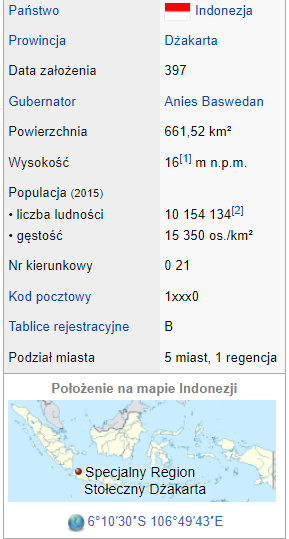 Państwo Indonezja
Prowincja Dżakarta
Data założenia 397
Gubernator Anies Baswedan
Powierzchnia 661,52 km²
Wysokość 16[1] m n.p.m.
Populacja (2015)
• liczba ludności 10 154 134[2]
• gęstość 15 350 os./km²
Nr kierunkowy 0 21
Kod pocztowy 1xxx0
Tablice rejestracyjne B
Podział miasta 5 miast, 1 regencja
Położenie na mapie Indonezji
Specjalny Region
Stołeczny Dżakarta
6°10′30″S 106°49′43″E